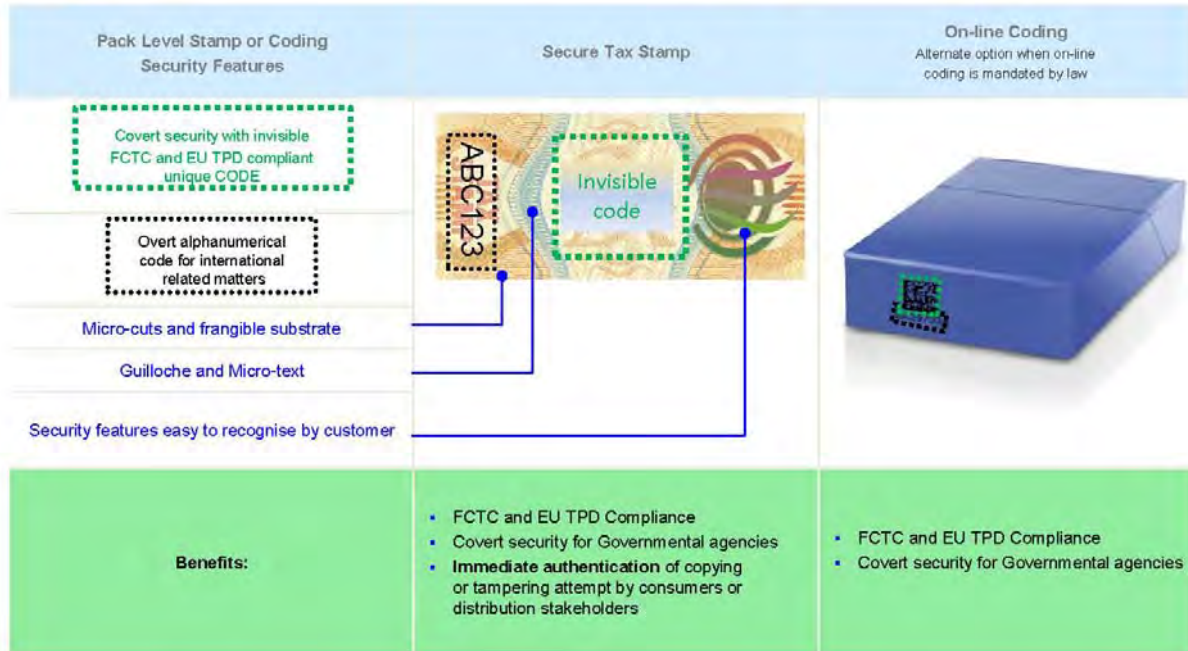 Pack Level Stamp or Coding
Security Features
Secure Tax Stamp
On-line Coding
Alternate option when on-line
coding is mandated by law
Covert security with invisible
FCTC and EU TPD compliant
unique CODE
ABC123
Invisible
code
Overt alphanumerical
code for international
related matters
Micro-cuts and frangible substrate
Guilloche and Micro-text
Security features easy to recognise by customer
Benefits:
▪ FCTC and EU TPD Compliance
▪ Covert security for Governmental agencies
▪ Immediate authentication of copying
or tampering attempt by consumers or
distribution stakeholders
▪ FCTC and EU TPD Compliance
▪ Covert security for Governmental agencies